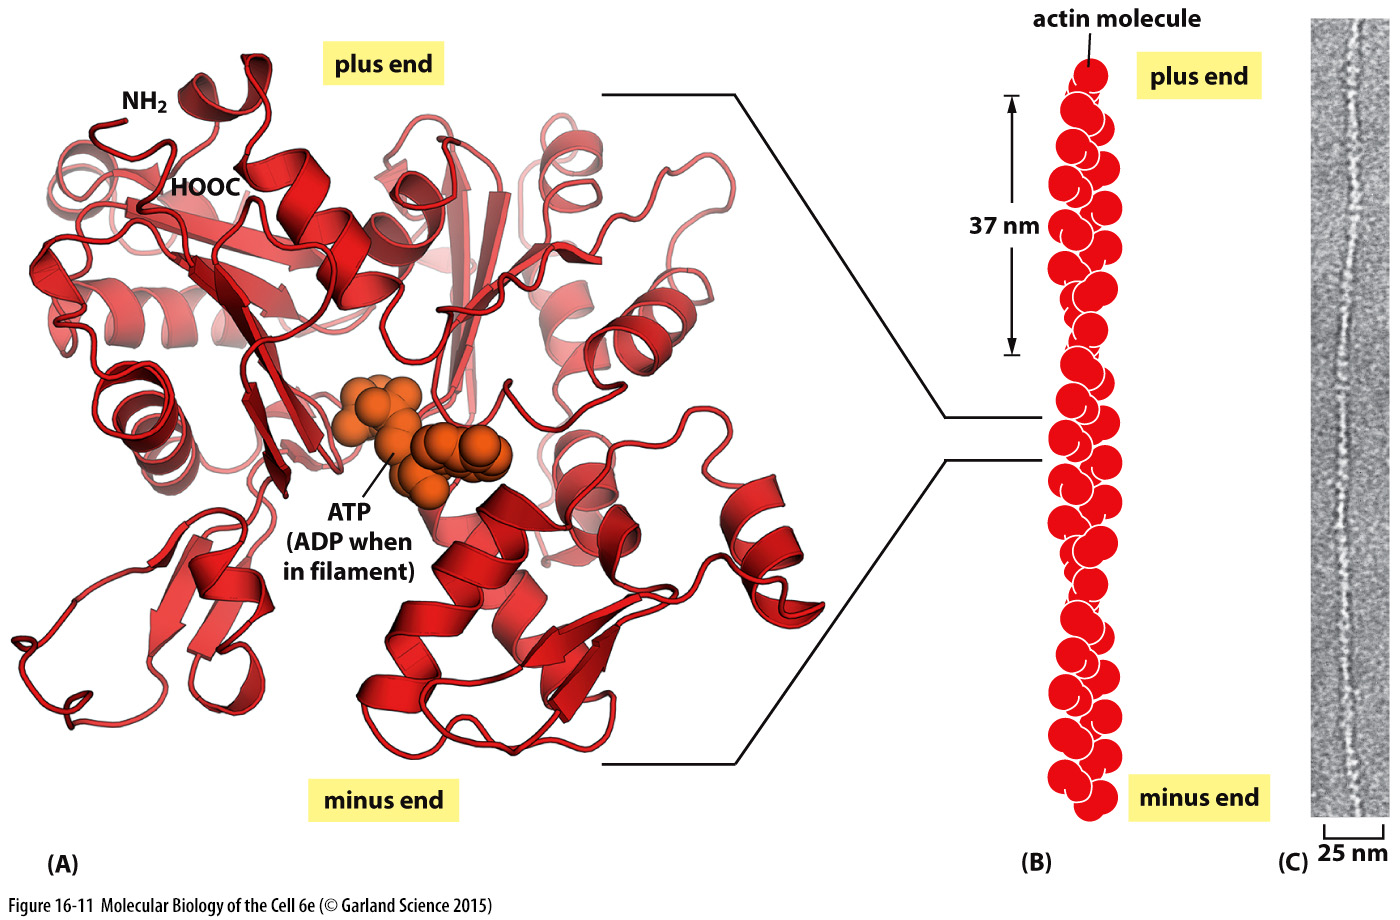 plus end
NH2
HOOC
ATP
(ADP when
in filament)
minus end
(A)
actin molecule
plus end
37 nm
minus end
(B)
(C)
25 nm
Figure 16-11 Molecular Biology of the Cell 6e (© Garland Science 2015)